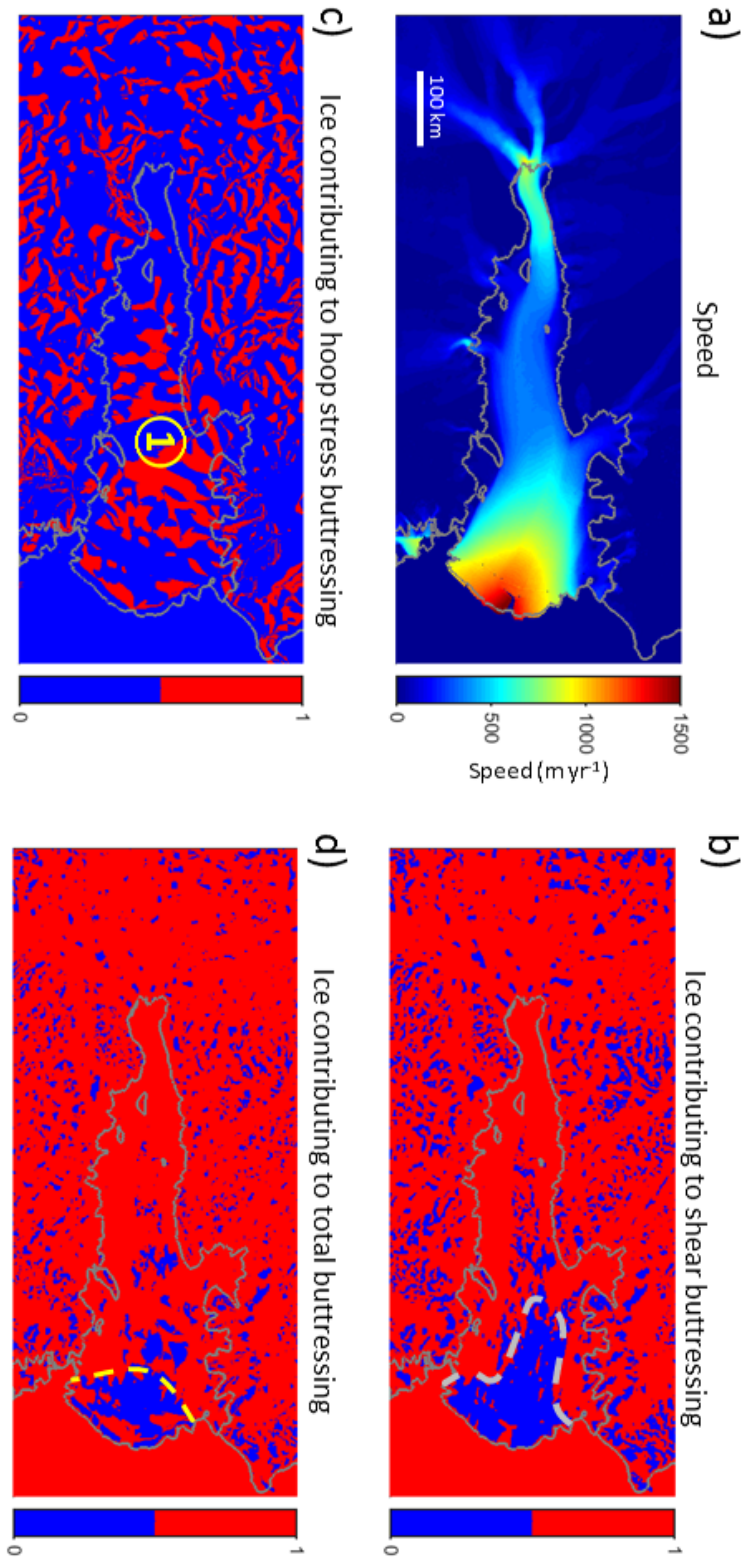 a)
Speed
100 km
0
500
1000
1500
Speed (m yr⁻¹)
b)
Ice contributing to shear buttressing
0
1
c)
Ice contributing to hoop stress buttressing
1
0
1
d)
Ice contributing to total buttressing
0
1